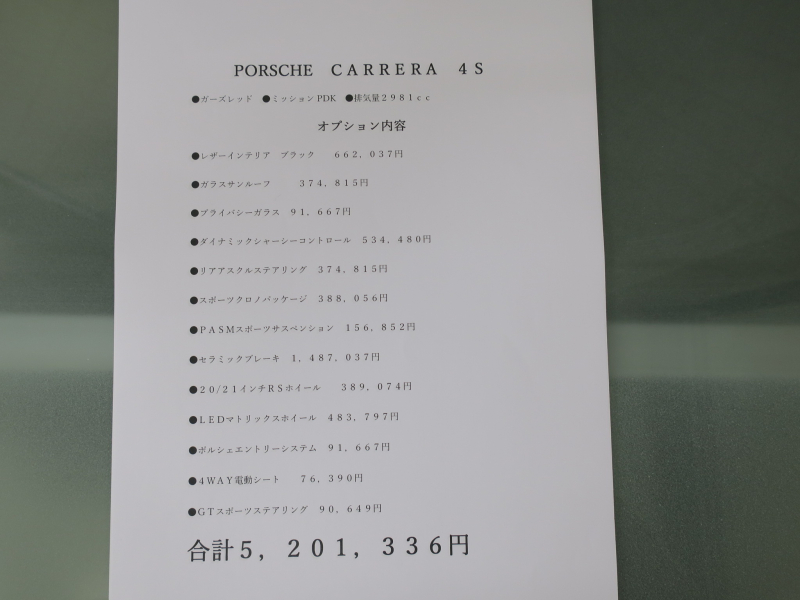 PORSCHE　ＣＡＲＲＥＲＡ　４Ｓ
●ガーズレッド　●ミッションPDK　●排気量２９８１ｃｃ
オプション内容
●レザーインテリア　ブラック　　６６２，０３７円
●ガラスサンルーフ　　　３７４，８１５円
●プライバシーガラス　９１，６６７円
●ダイナミックシャーシーコントロール　５３４，４８０円
●リアアスクルステアリング　３７４，８１５円
●スポーツクロノパッケージ　３８８，０５６円
●ＰＡＳＭスポーツサスペンション　１５６，８５２円
●セラミックブレーキ　１，４８７，０３７円
●２０/２１インチＲＳホイール　　３８９，０７４円
●ＬＥＤマトリックスホイール　４８３，７９７円
●ポルシェエントリーシステム　９１，６６７円
●４ＷＡＹ電動シート　　７６，３９０円
●ＧＴスポーツステアリング　９０，６４９円
合計５，２０１，３３６円